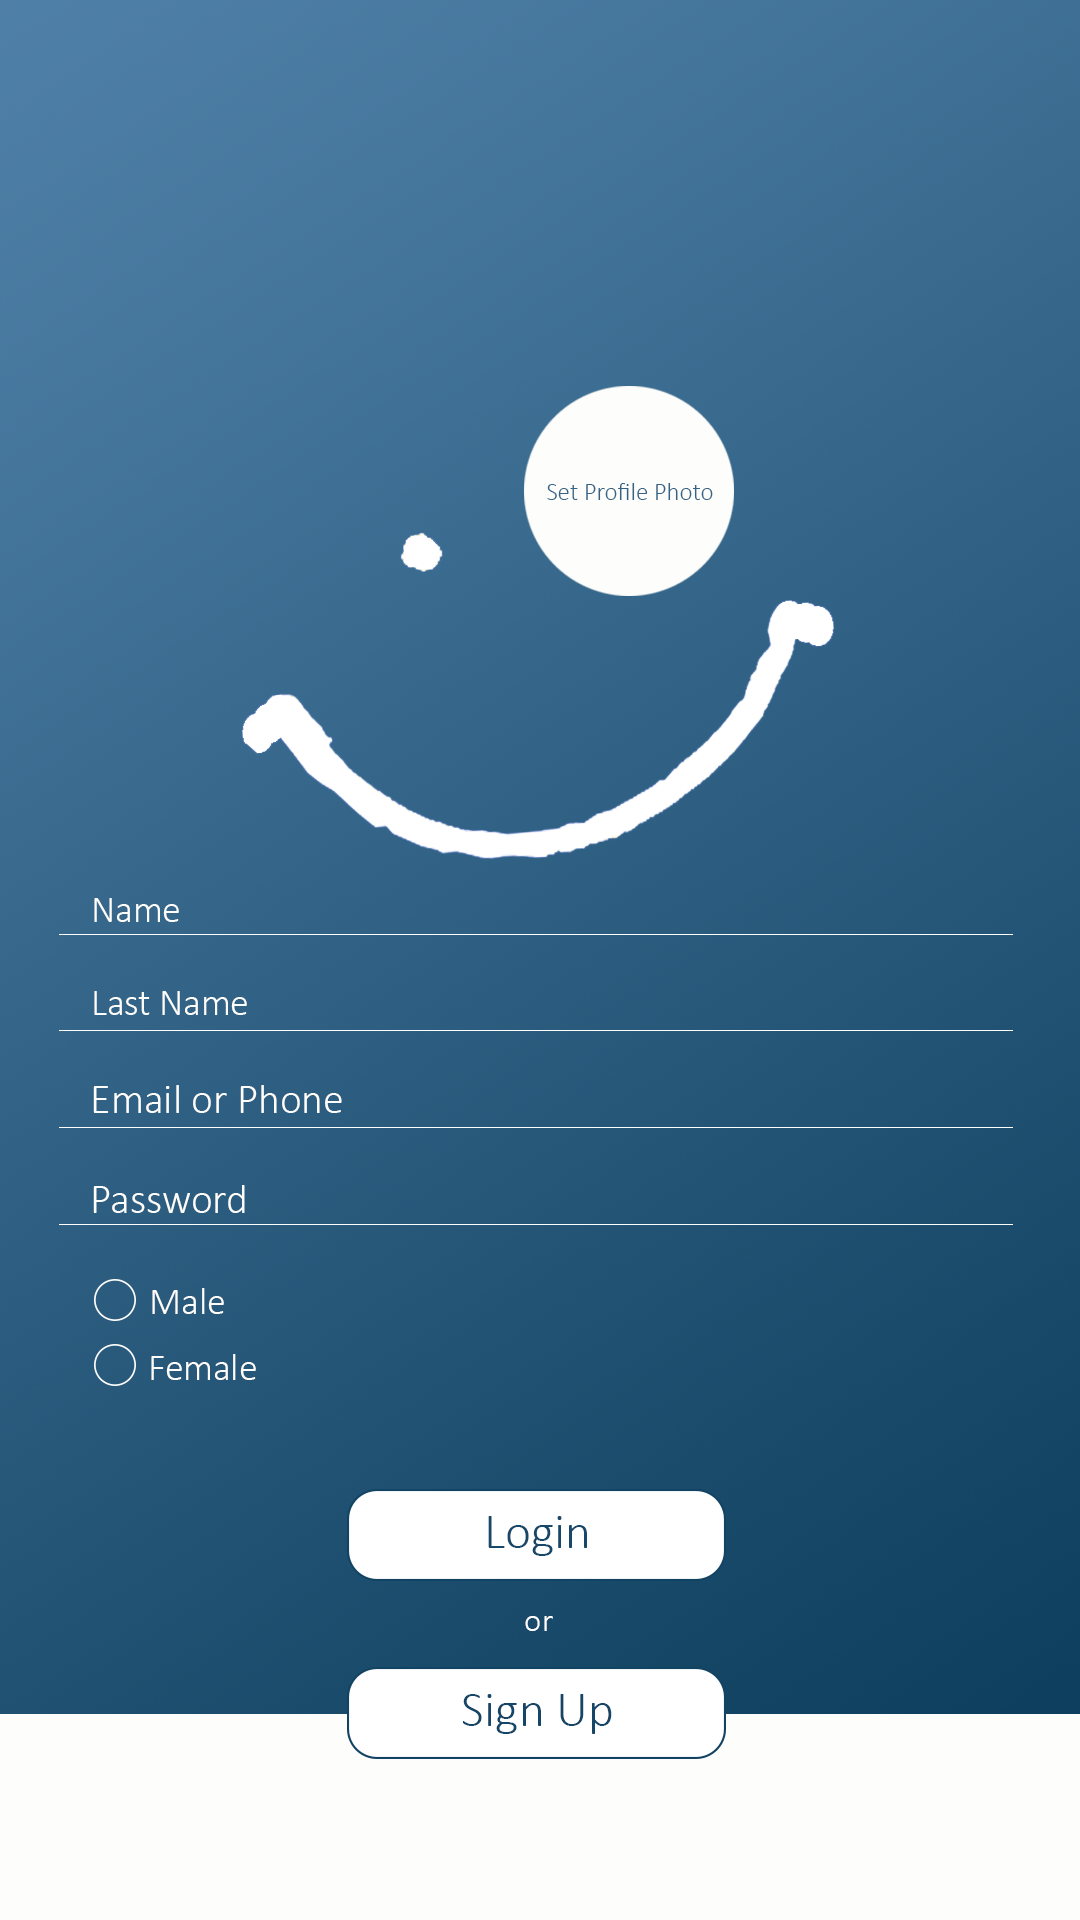 Set Profile Photo
Name
Last Name
Email or Phone
Password
Male
Female
Login
or
Sign Up